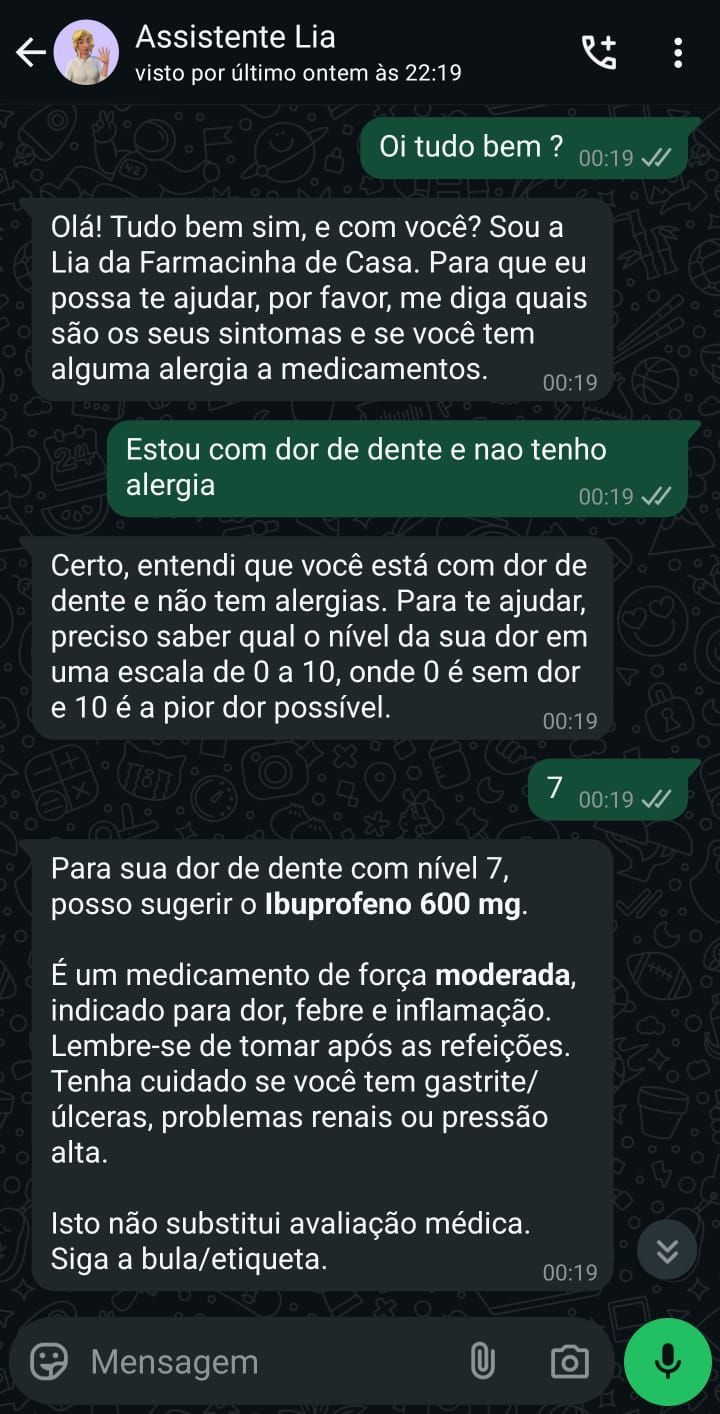 Assistente Lia
visto por último ontem às 22:19
Oi tudo bem ? 00:19
Olá! Tudo bem sim, e com você? Sou a
Lia da Farmacinha de Casa. Para que eu
possa te ajudar, por favor, me diga quais
são os seus sintomas e se você tem
alguma alergia a medicamentos. 00:19
Estou com dor de dente e nao tenho
alergia 00:19
Certo, entendi que você está com dor de
dente e não tem alergias. Para te ajudar,
preciso saber qual o nível da sua dor em
uma escala de 0 a 10, onde 0 é sem dor
e 10 é a pior dor possível. 00:19
7 00:19
Para sua dor de dente com nível 7,
posso sugerir o Ibuprofeno 600 mg.
É um medicamento de força moderada,
indicado para dor, febre e inflamação.
Lembre-se de tomar após as refeições.
Tenha cuidado se você tem gastrite/
úlceras, problemas renais ou pressão
alta.
Isto não substitui avaliação médica.
Siga a bula/etiqueta. 00:19
Mensagem